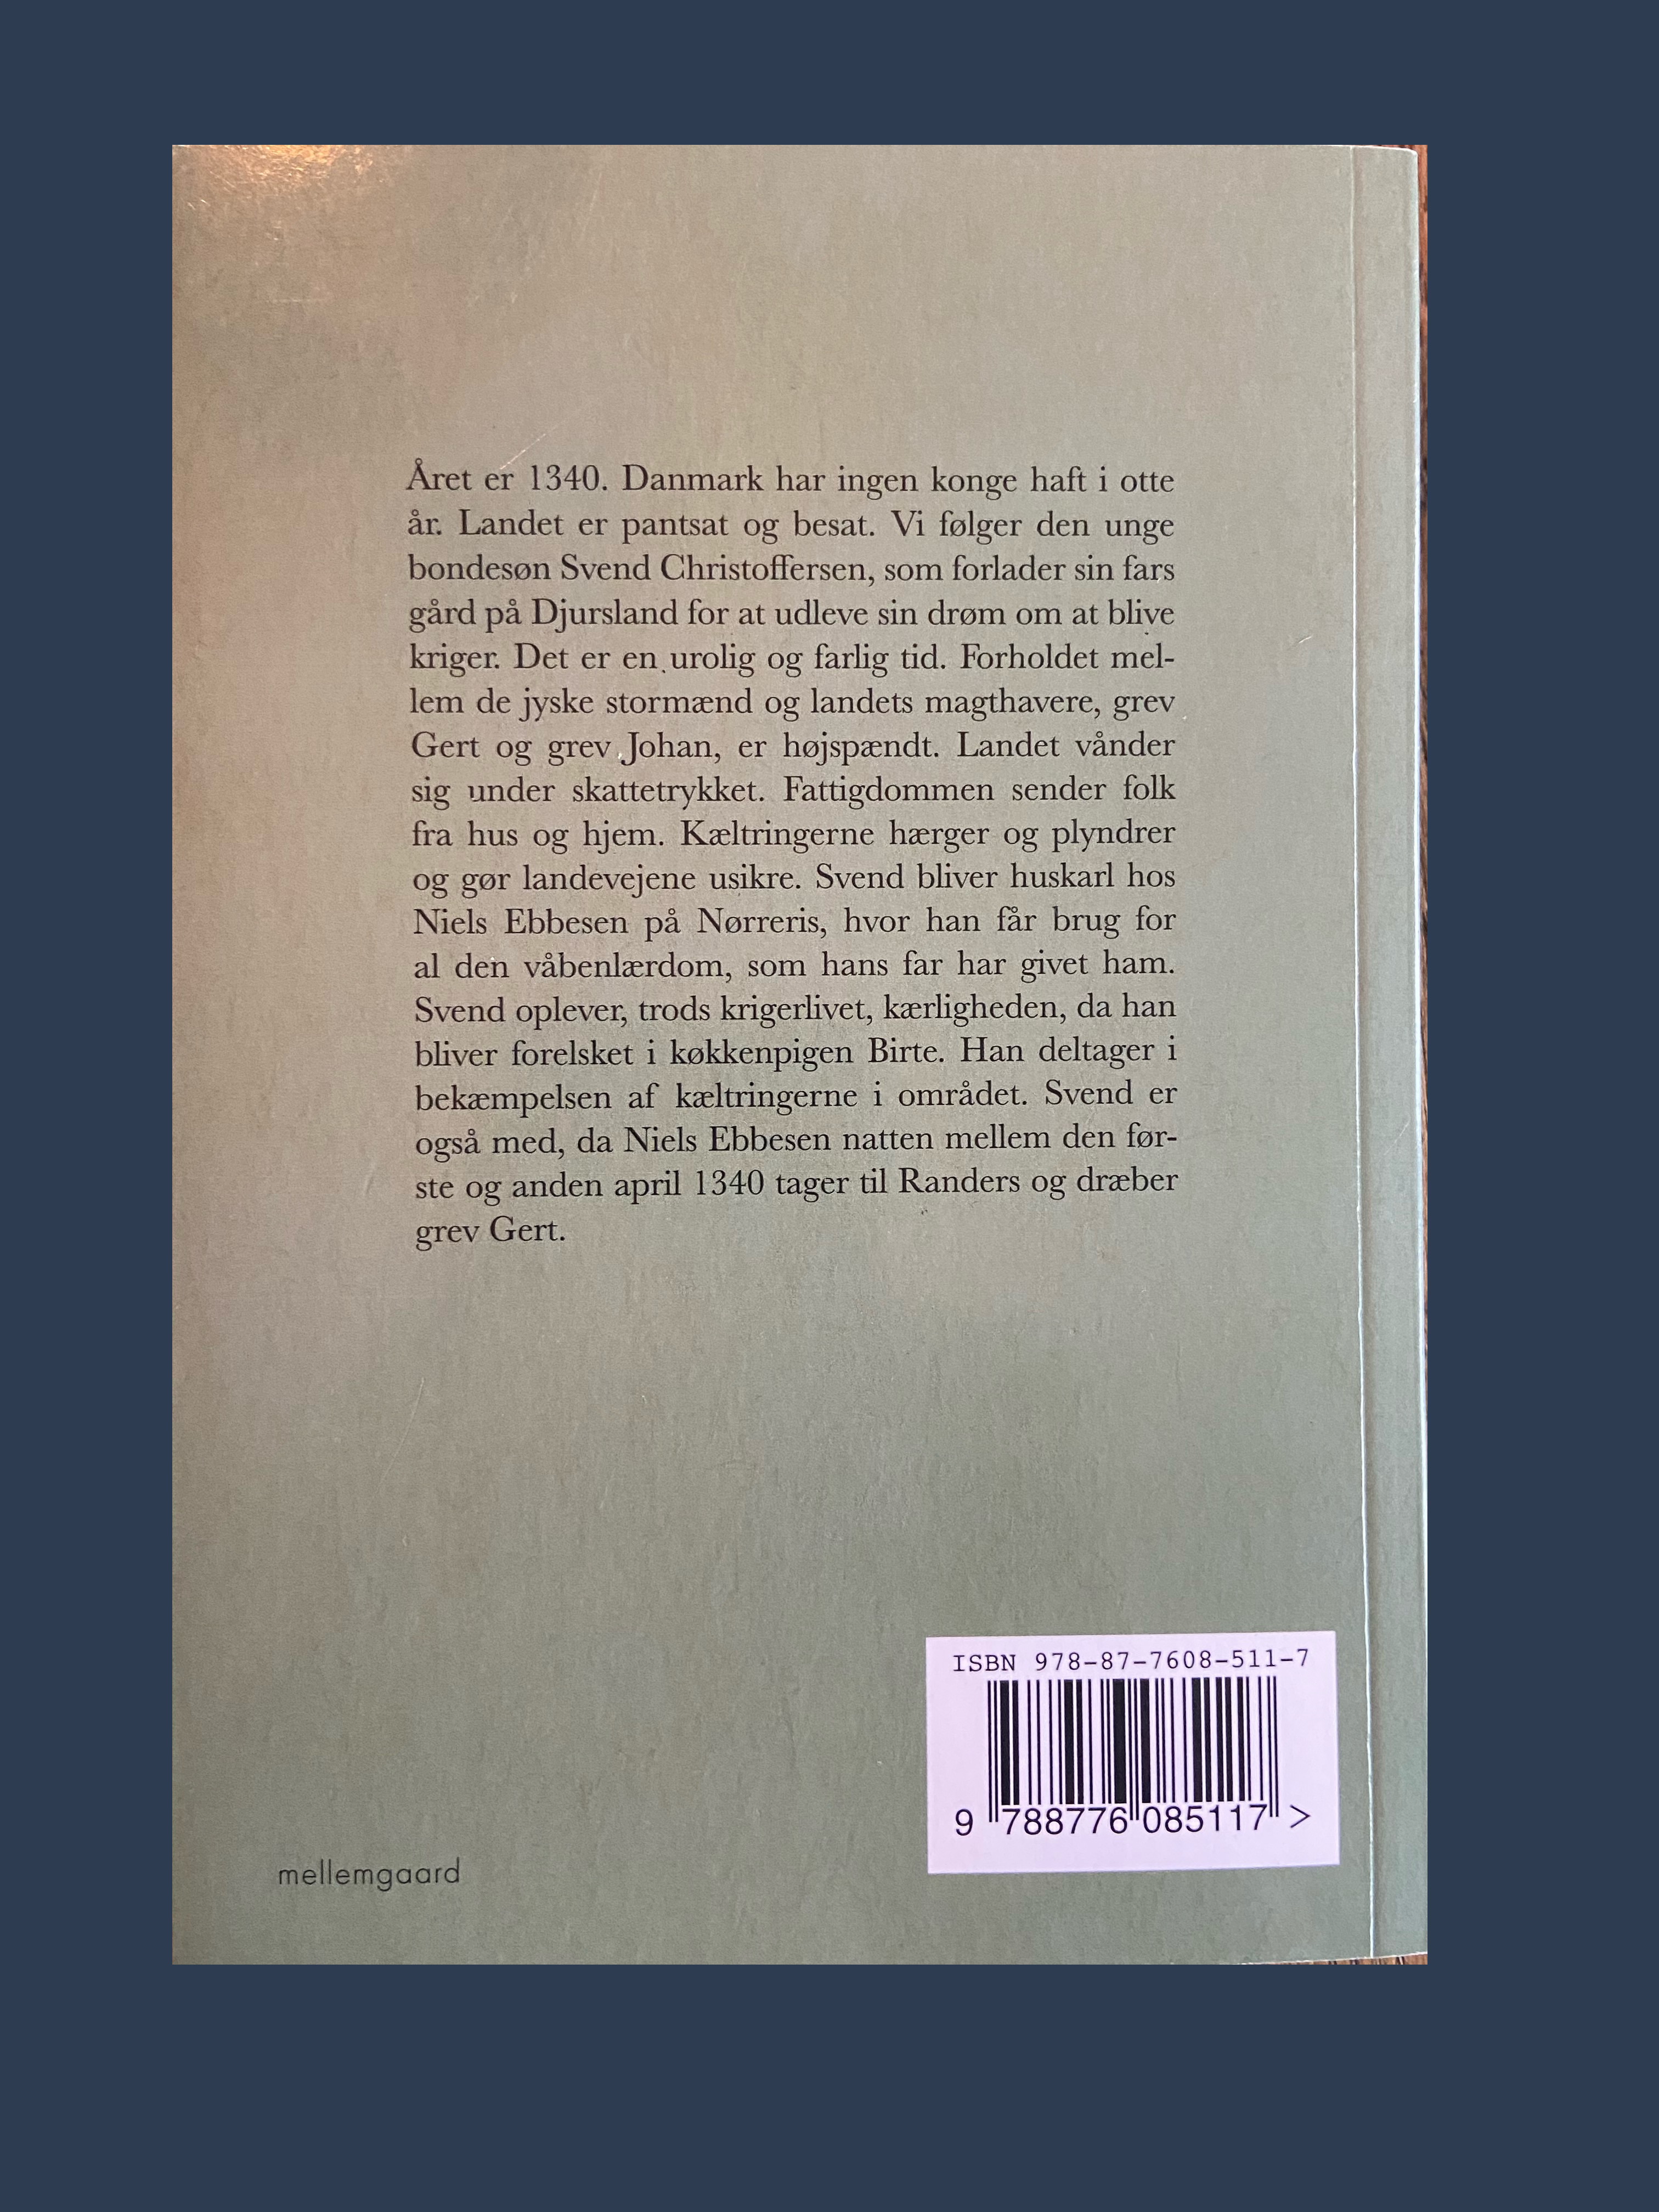 Året er 1340. Danmark har ingen konge haft i otte
år. Landet er pantsat og besat. Vi følger den unge
bondesøn Svend Christoffersen, som forlader sin fars
gård på Djursland for at udleve sin drøm om at blive
kriger. Det er en urolig og farlig tid. Forholdet mel-
lem de jyske stormænd og landets magthavere, grev
Gert og grev Johan, er højspændt. Landet vånder
sig under skattetrykket. Fattigdommen sender folk
fra hus og hjem. Kæltringerne hærger og plyndrer
og gør landevejene usikre. Svend bliver huskarl hos
Niels Ebbesen på Nørreris, hvor han får brug for
al den våbenlærdom, som hans far har givet ham.
Svend oplever, trods krigerlivet, kærligheden, da han
bliver forelsket i køkkenpigen Birte. Han deltager i
bekæmpelsen af kæltringerne i området. Svend er
også med, da Niels Ebbesen natten mellem den før-
ste og anden april 1340 tager til Randers og dræber
grev Gert.
ISBN 978-87-7608-511-7
9 788776 085117 >
mellemgaard